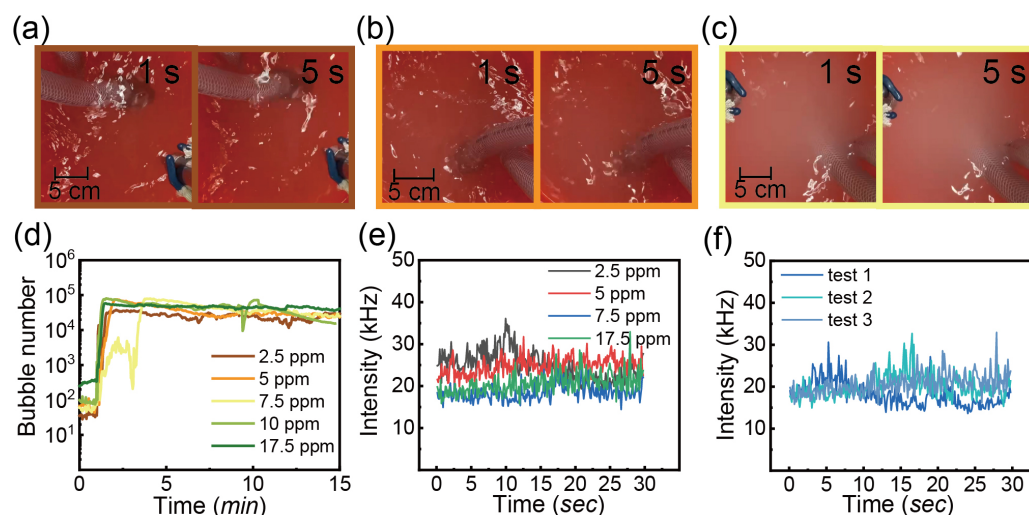 (a)
1 s
5 s
5 cm
(b)
1 s
5 s
5 cm
(c)
1 s
5 s
5 cm
(d)
Bubble number
10^6
10^5
10^4
10^3
10^2
10^1
2.5 ppm
5 ppm
7.5 ppm
10 ppm
17.5 ppm
0
5
10
15
Time (min)
(e)
Intensity (kHz)
50
40
30
20
10
0
2.5 ppm
5 ppm
7.5 ppm
17.5 ppm
0 5 10 15 20 25 30
Time (sec)
(f)
Intensity (kHz)
50
40
30
20
10
0
test 1
test 2
test 3
0 5 10 15 20 25 30
Time (sec)